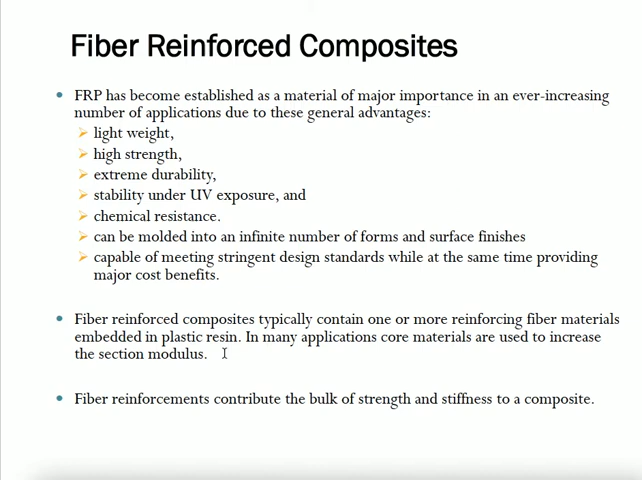 Fiber Reinforced Composites
FRP has become established as a material of major importance in an ever-increasing
number of applications due to these general advantages:
light weight,
high strength,
extreme durability,
stability under UV exposure, and
chemical resistance.
can be molded into an infinite number of forms and surface finishes
capable of meeting stringent design standards while at the same time providing
major cost benefits.
Fiber reinforced composites typically contain one or more reinforcing fiber materials
embedded in plastic resin. In many applications core materials are used to increase
the section modulus.
Fiber reinforcements contribute the bulk of strength and stiffness to a composite.